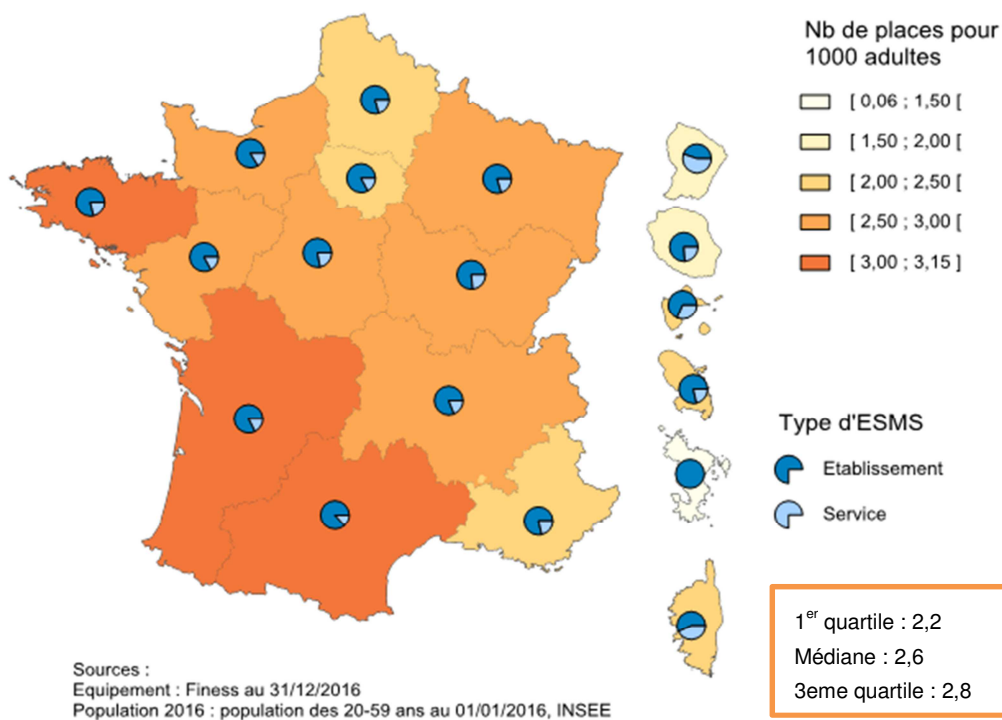 Nb de places pour
1000 adultes
[ 0,06 ; 1,50 [
[ 1,50 ; 2,00 [
[ 2,00 ; 2,50 [
[ 2,50 ; 3,00 [
[ 3,00 ; 3,15 ]
Type d'ESMS
Etablissement
Service
1er quartile : 2,2
Médiane : 2,6
3eme quartile : 2,8
Sources :
Equipement : Finess au 31/12/2016
Population 2016 : population des 20-59 ans au 01/01/2016, INSEE